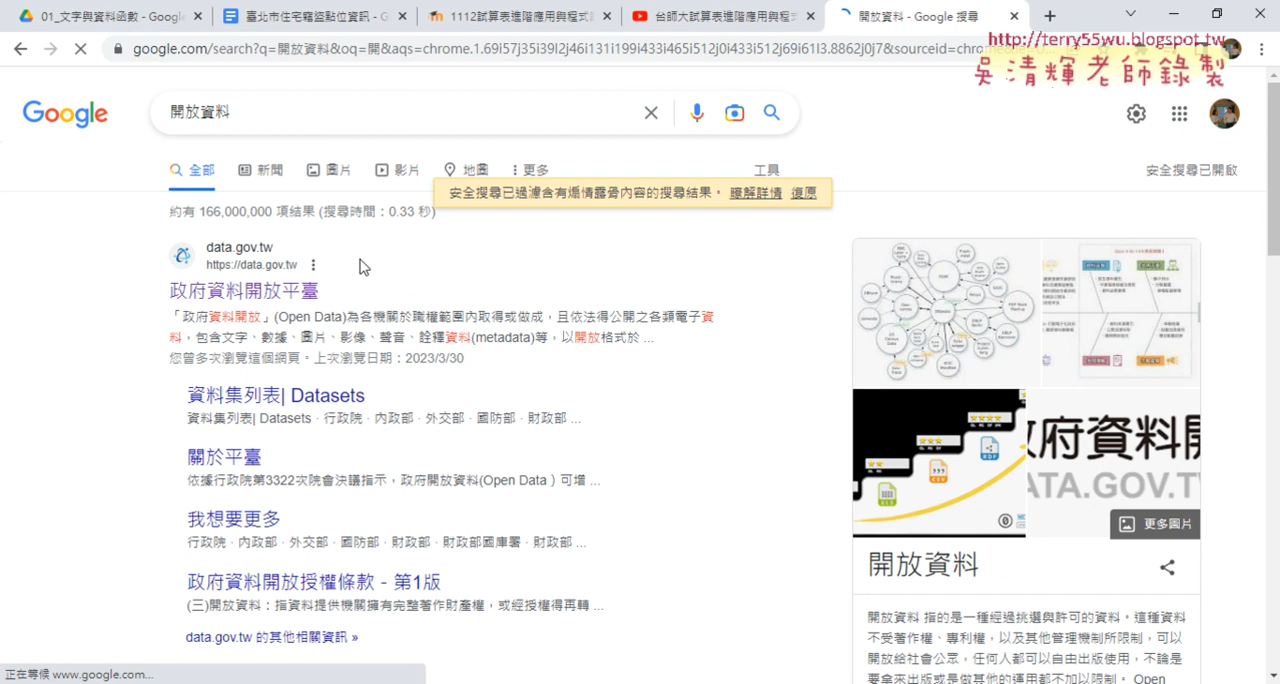 01_文字與資料函數 - Google
臺北市住宅竊盜點位資訊 - G
1112試算表進階應用與程式設
台師大試算表進階應用與程式
開放資料 - Google 搜尋
google.com/search?q=開放資料&oq=開&aqs=chrome.1.69i57j35i39l2j46i131i199i433i465i512j0i433i512j69i61l3.8862j0j7&sourceid=chrom
http://terry55wu.blogspot.tw
吳清輝老師錄製
Google
開放資料
全部
新聞
圖片
影片
地圖
更多
工具
安全搜尋已開啟
安全搜尋已過濾含有煽情露骨內容的搜尋結果。 瞭解詳情 復原
約有 166,000,000 項結果 (搜尋時間：0.33 秒)
data.gov.tw
https://data.gov.tw
政府資料開放平臺
「政府資料開放」(Open Data)為各機關於職權範圍內取得或做成，且依法得公開之各類電子資
料，包含文字、數據、圖片、影像、聲音、詮釋資料(metadata)等，以開放格式於 ...
您曾多次瀏覽這個網頁。上次瀏覽日期：2023/3/30
資料集列表| Datasets
資料集列表| Datasets · 行政院 · 內政部 · 外交部 · 國防部 · 財政部 ...
關於平臺
依據行政院第3322次院會決議指示，政府開放資料(Open Data ) 可增 ...
我想要更多
行政院 · 內政部 · 外交部 · 國防部 · 財政部 · 財政部國庫署 · 財政部 ...
政府資料開放授權條款 - 第1版
(三)開放資料：指資料提供機關擁有完整著作財產權，或經授權得再轉 ...
data.gov.tw 的其他相關資訊 »
政府資料開
DATA.GOV.TW
更多圖片
開放資料
開放資料 指的是一種經過挑選與許可的資料。這種資料
不受著作權、專利權，以及其他管理機制所限制，可以
開放給社會公眾，任何人都可以自由出版使用，不論是
要拿來出版或是做其他的運用都不加以限制。 Open
正在等候 www.google.com...